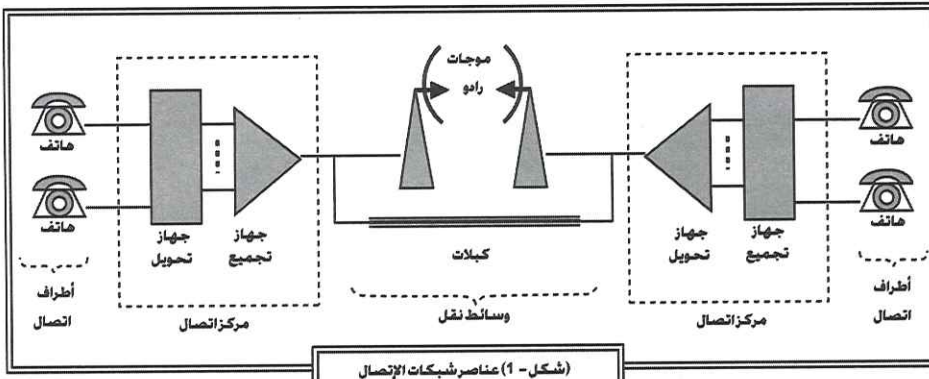 موجات
رادو
هاتف
هاتف
هاتف
هاتف
جهاز
تجميع
جهاز
تحويل
كبلات
جهاز
تجميع
جهاز
تحويل
أطراف
اتصال
مركز اتصال
وسائط نقل
مركز اتصال
أطراف
اتصال
(شكل - 1) عناصر شبكات الإتصال